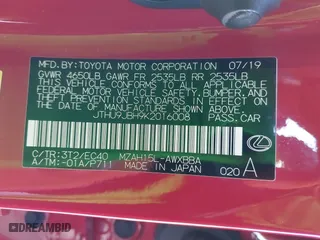 MFD. BY: TOYOTA MOTOR CORPORATION 07/19
GVWR 4650LB GAWR FR 2535LB RR 2535LB
THIS VEHICLE CONFORMS TO ALL APPLICABLE
FEDERAL MOTOR VEHICLE SAFETY, BUMPER, AND
THEFT PREVENTION STANDARDS IN EFFECT ON
THE DATE OF MANUFACTURE SHOWN ABOVE.
JTHU9JBH9K2016008 PASS.CAR
C/TR:3T2/EC40 MZAH15L-AWXBBA
A/TM:-01A/P711 MADE IN JAPAN 020 A